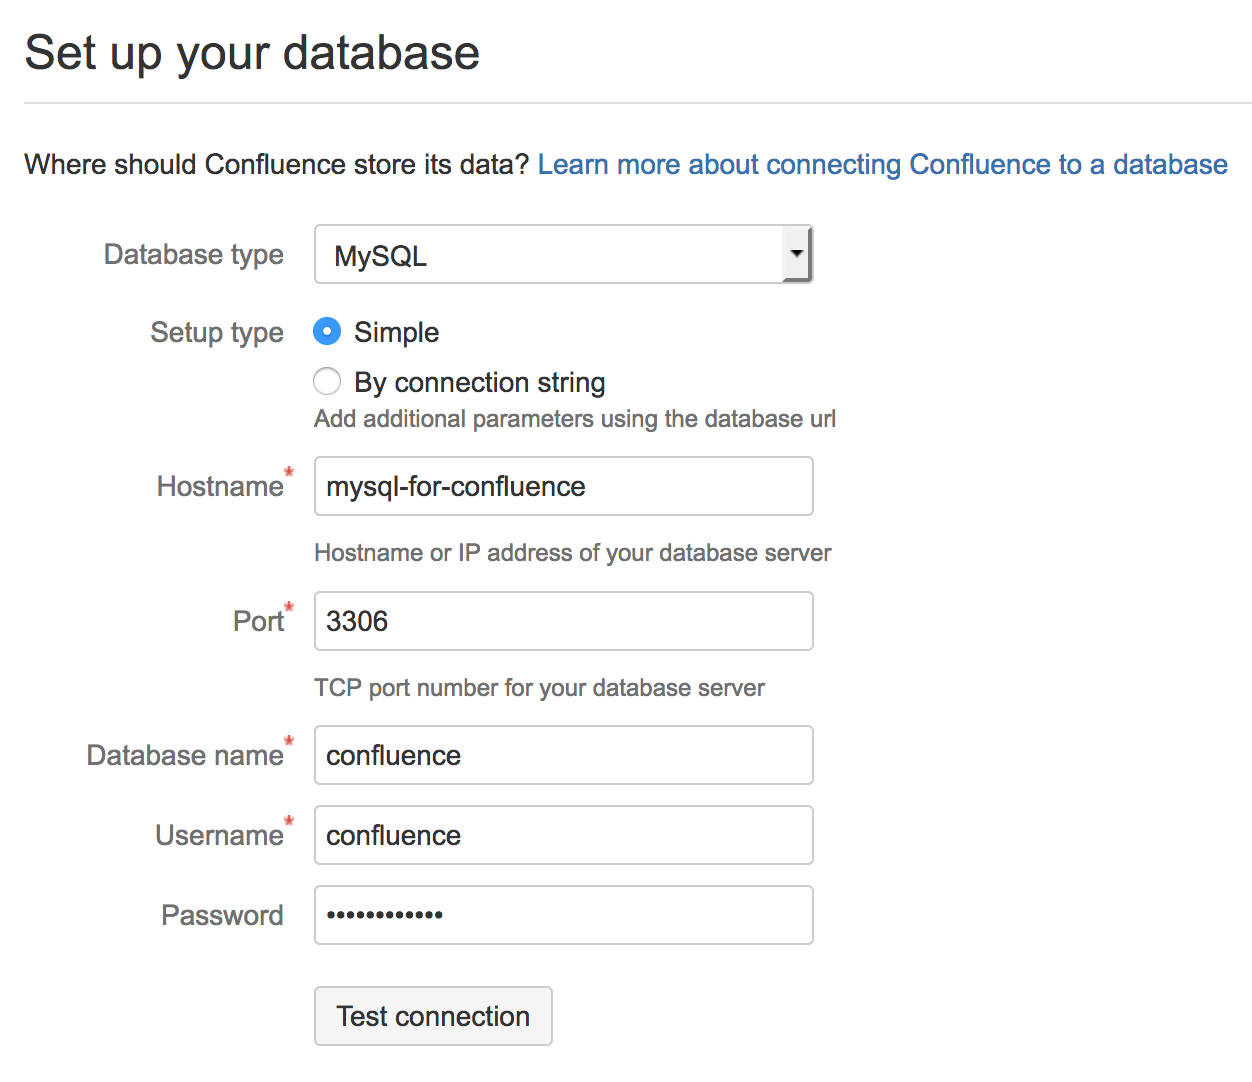 Set up your database
Where should Confluence store its data? Learn more about connecting Confluence to a database
Database type MySQL
Setup type Simple
By connection string
Add additional parameters using the database url
Hostname* mysql-for-confluence
Hostname or IP address of your database server
Port* 3306
TCP port number for your database server
Database name* confluence
Username* confluence
Password ••••••••••••
Test connection